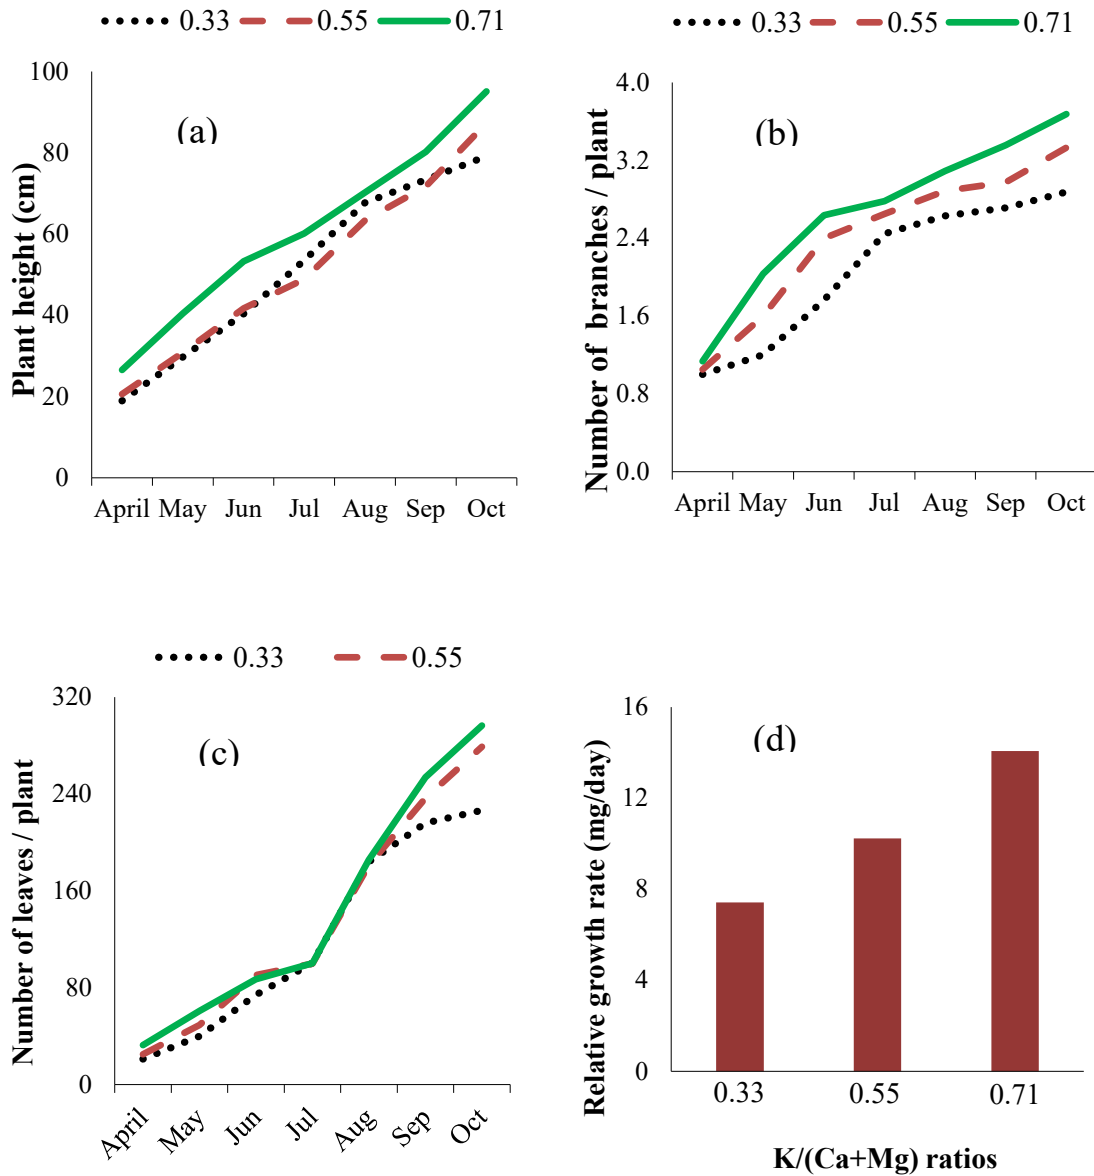 0.33 0.55 0.71
Plant height (cm)
100
80
60
40
20
0
(a)
April May Jun Jul Aug Sep Oct
0.33 0.55 0.71
Number of branches / plant
4.0
3.2
2.4
1.6
0.8
0.0
(b)
April May Jun Jul Aug Sep Oct
0.33 0.55
Number of leaves / plant
320
240
160
80
0
(c)
April May Jun Jul Aug Sep Oct
Relative growth rate (mg/day)
16
12
8
4
0
(d)
0.33 0.55 0.71
K/(Ca+Mg) ratios